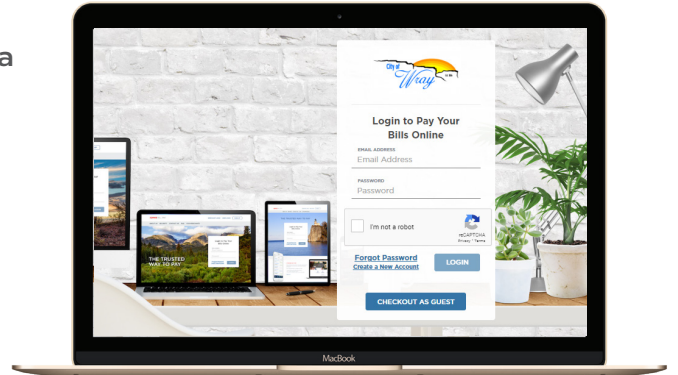 a
City of
Wray
Login to Pay Your
Bills Online
EMAIL ADDRESS
Email Address
PASSWORD
Password
I'm not a robot
reCAPTCHA
Privacy - Terms
Forgot Password
Create a New Account
LOGIN
CHECKOUT AS GUEST
THE TRUSTED
WAY TO PAY
MacBook